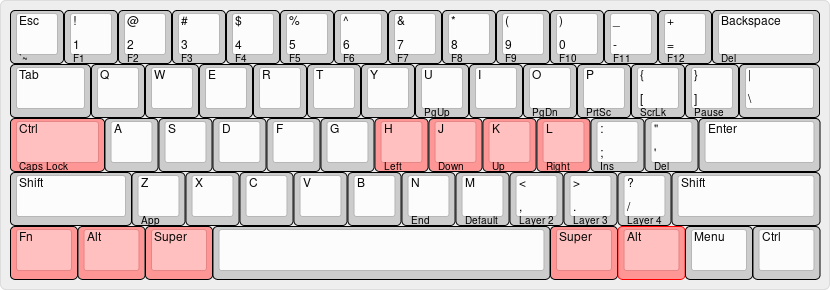 Esc ! @ # $ % ^ & * ( ) _ + Backspace
1 2 3 4 5 6 7 8 9 0 - =
`~ F1 F2 F3 F4 F5 F6 F7 F8 F9 F10 F11 F12 Del
Tab Q W E R T Y U I O P { } |
[ ] \
PgUp PgDn PrtSc ScrLk Pause
Ctrl A S D F G H J K L : " Enter
; '
Caps Lock Left Down Up Right Ins Del
Shift Z X C V B N M < > ? Shift
, . /
App End Default Layer 2 Layer 3 Layer 4
Fn Alt Super Super Alt Menu Ctrl